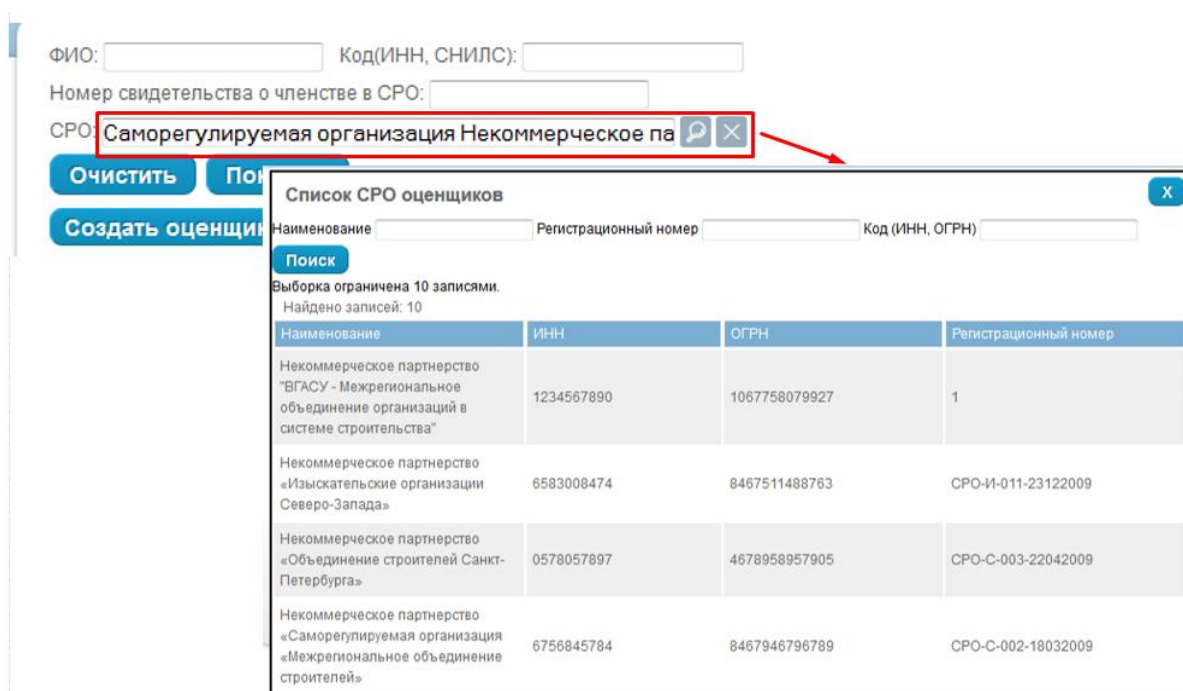 ФИО: Код(ИНН, СНИЛС):
Номер свидетельства о членстве в СРО:
СРО: Саморегулируемая организация Некоммерческое па
Очистить
Создать
Список СРО оценщиков X
Наименование Регистрационный номер Код (ИНН, ОГРН)
Поиск
Выборка ограничена 10 записями.
Найдено записей: 10
Наименование ИНН ОГРН Регистрационный номер
Некоммерческое партнерство
"ВГАСУ - Межрегиональное
объединение организаций в
системе строительства"
1234567890 1067758079927 1
Некоммерческое партнерство
«Изыскательские организации
Северо-Запада»
6583008474 8467511488763 СРО-И-011-23122009
Некоммерческое партнерство
«Объединение строителей Санкт-
Петербурга»
0578057897 4678958957905 СРО-С-003-22042009
Некоммерческое партнерство
«Саморегулируемая организация
«Межрегиональное объединение
строителей»
6756845784 8467946796789 СРО-С-002-18032009